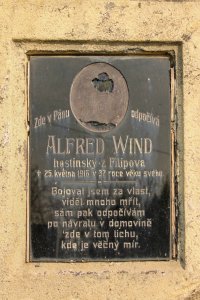 Zde v Pánu odpočívá
ALFRED WIND
hostinský z Filipova
† 25. května 1916 v 37. roce věku svého.
Bojoval jsem za vlast,
viděl mnoho mřít,
sám pak odpočívám
po návratu v domovině
zde v tom tichu,
kde je věčný mír.